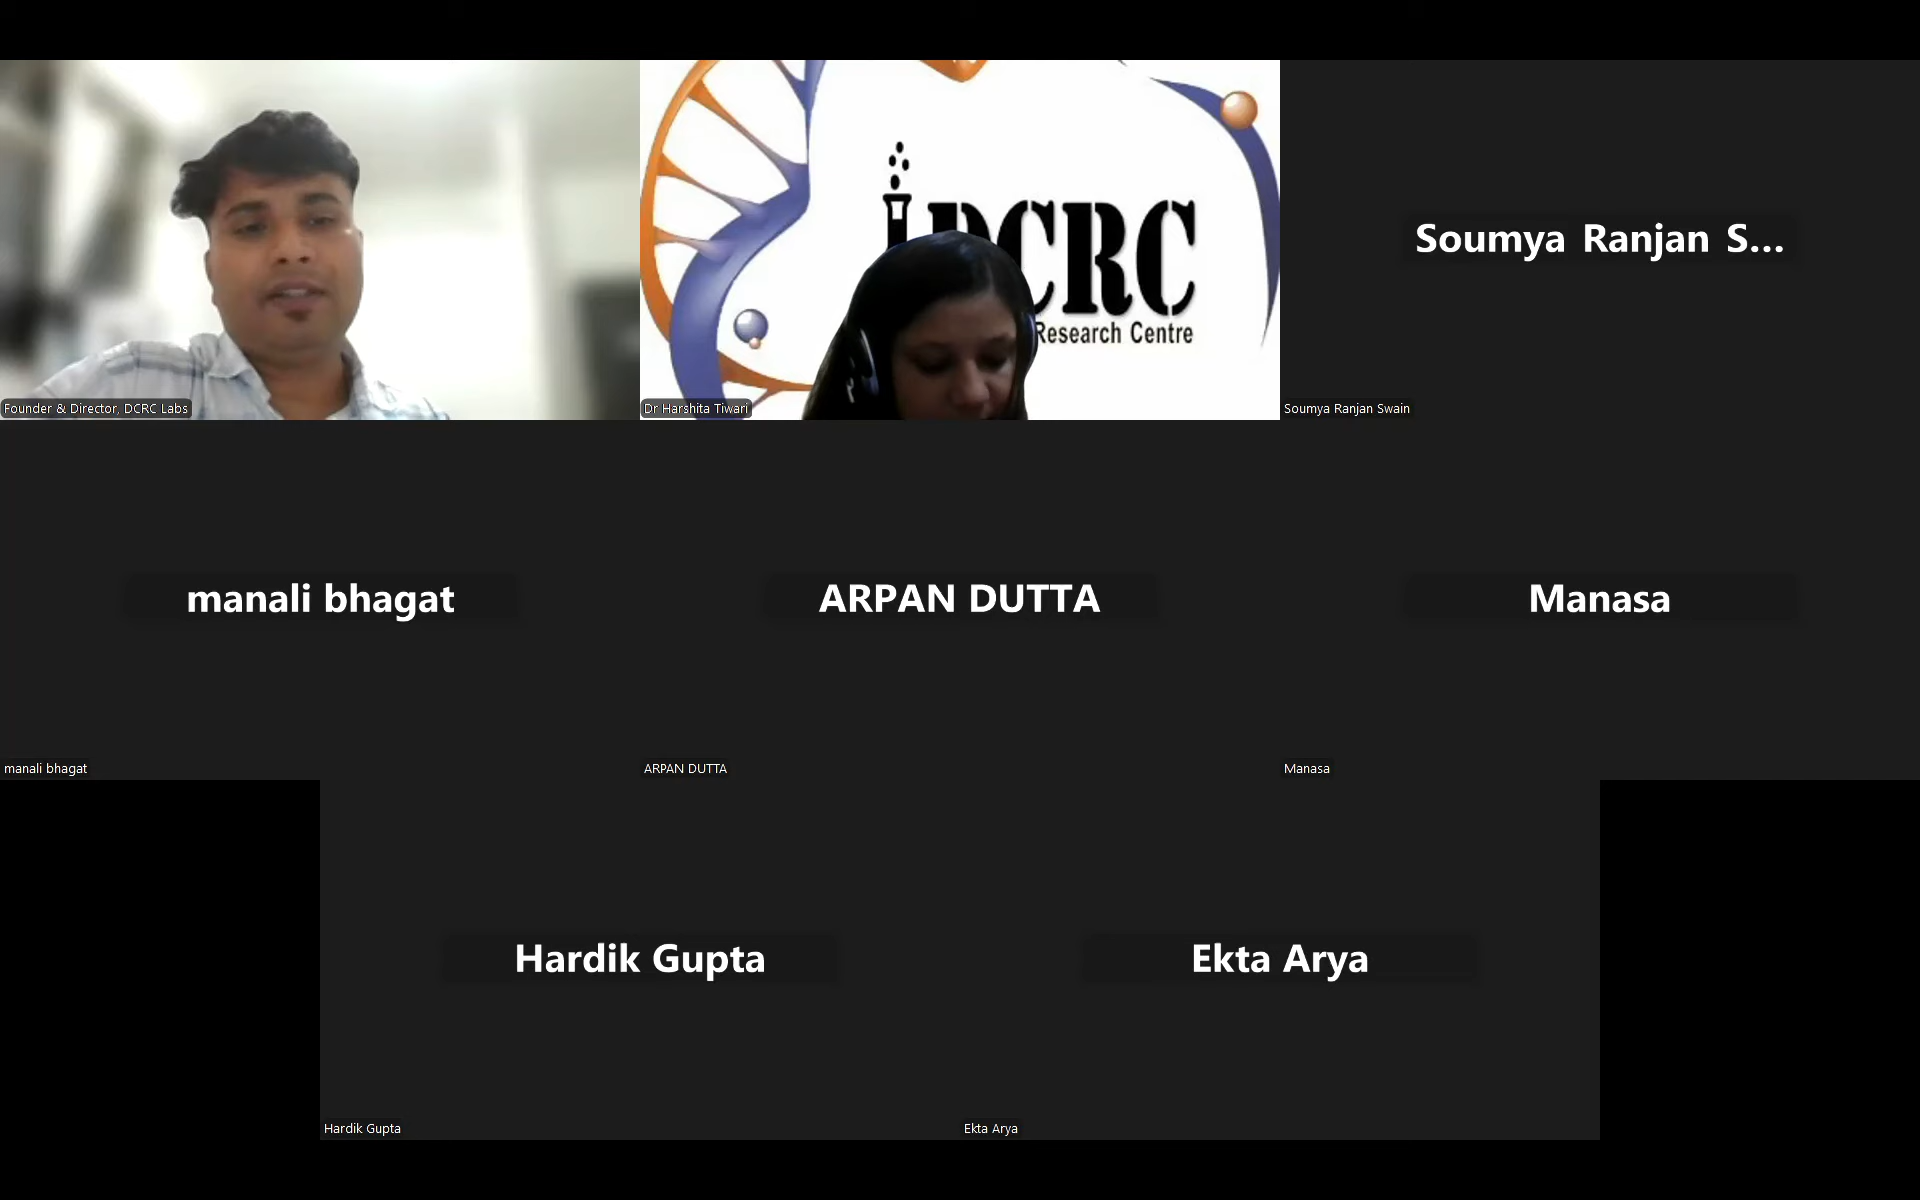 DCRC
Research Centre
Founder & Director, DCRC Labs
Dr Harshita Tiwari
Soumya Ranjan S...
Soumya Ranjan Swain
manali bhagat
ARPAN DUTTA
Manasa
manali bhagat
ARPAN DUTTA
Manasa
Hardik Gupta
Ekta Arya
Hardik Gupta
Ekta Arya